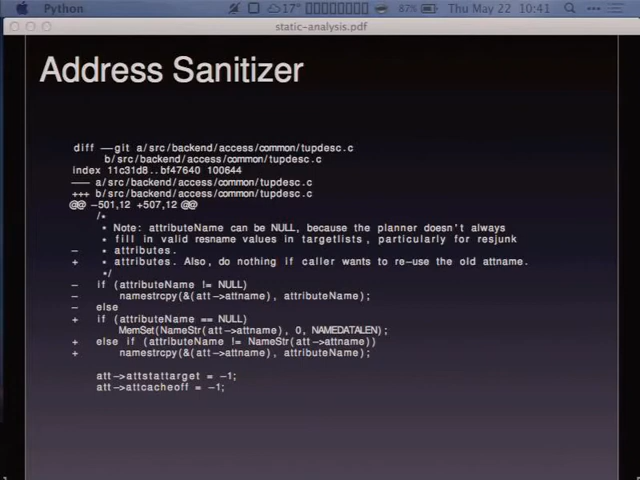 Python 17° 87% Thu May 22 10:41
static-analysis.pdf
Address Sanitizer
diff —git a/src/backend/access/common/tupdesc.c
b/src/backend/access/common/tupdesc.c
index 11c31d8..bf47640 100644
——— a/src/backend/access/common/tupdesc.c
+++ b/src/backend/access/common/tupdesc.c
@@ −501,12 +507,12 @@
/*
* Note: attributeName can be NULL, because the planner doesn't always
* fill in valid resname values in targetlists, particularly for resjunk
− * attributes.
+ * attributes. Also, do nothing if caller wants to re−use the old attname.
*/
− if (attributeName != NULL)
− namestrcpy(&(att−>attname), attributeName);
− else
+ if (attributeName == NULL)
MemSet(NameStr(att−>attname), 0, NAMEDATALEN);
+ else if (attributeName != NameStr(att−>attname))
+ namestrcpy(&(att−>attname), attributeName);
att−>attstattarget = −1;
att−>attcacheoff = −1;